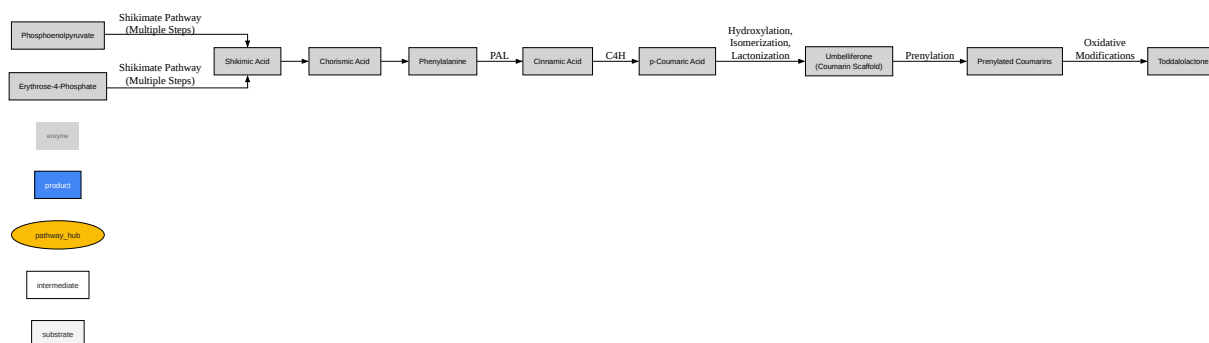 Phosphoenolpyruvate
Shikimate Pathway
(Multiple Steps)
Erythrose-4-Phosphate
Shikimate Pathway
(Multiple Steps)
Shikimic Acid
Chorismic Acid
Phenylalanine
PAL
Cinnamic Acid
C4H
p-Coumaric Acid
Hydroxylation,
Isomerization,
Lactonization
Umbelliferone
(Coumarin Scaffold)
Prenylation
Prenylated Coumarins
Oxidative
Modifications
Toddalolactone
enzyme
product
pathway_hub
intermediate
substrate